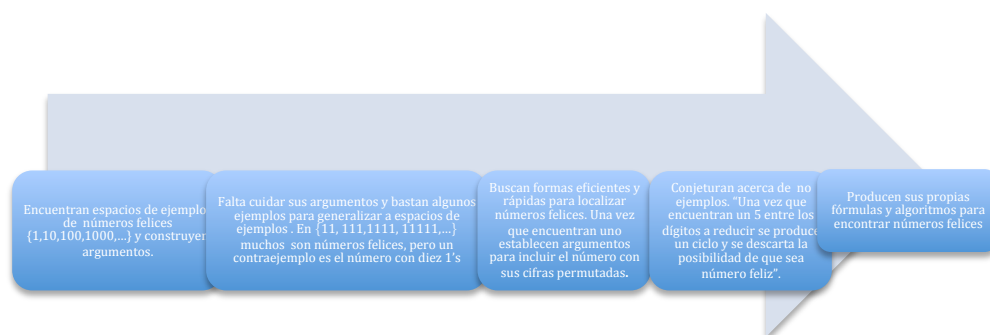 Encuentran espacios de ejemplo
de números felices
{1,10,100,1000,...} y construyen
argumentos.
Falta cuidar sus argumentos y bastan algunos
ejemplos para generalizar a espacios de
ejemplos . En {11, 111,1111, 11111,...}
muchos son números felices, pero un
contraejemplo es el número con diez 1's
Buscan formas eficientes y
rápidas para localizar
números felices. Una vez
que encuentran uno
establecen argumentos
para incluir el número con
sus cifras permutadas.
Conjeturan acerca de no
ejemplos. "Una vez que
encuentran un 5 entre los
dígitos a reducir se produce
un ciclo y se descarta la
posibilidad de que sea
número feliz".
Producen sus propias
fórmulas y algoritmos para
encontrar números felices